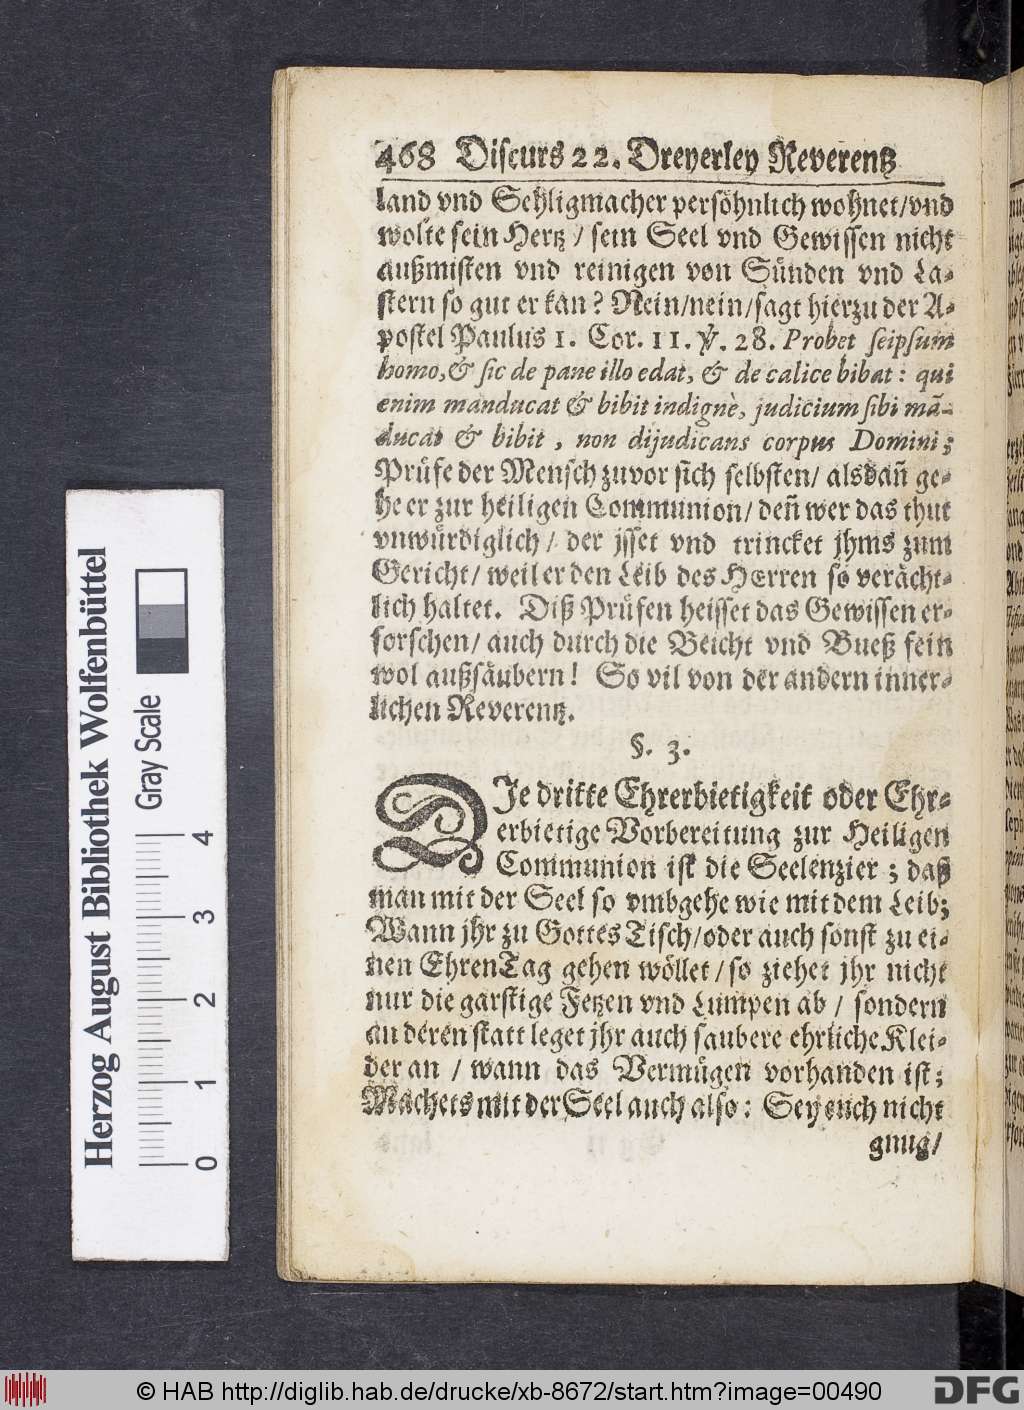 468 Discurs 22. Dreyerley Reverentz
land vnd Sehligmacher persöhnlich wohnet/vnd
wolte sein Hertz / sein Seel vnd Gewissen nicht
außmisten vnd reinigen von Sünden vnd La-
stern so gut er kan? Nein/nein/sagt hierzu der A-
postel Paulus 1. Cor. 11. ℣. 28. Probet seipsum
homo,& sic de pane illo edat, & de calice bibat: qui
enim manducat & bibit indignè, judicium sibi mã-
ducat & bibit, non dijudicans corpus Domini;
Prüfe der Mensch zuvor sich selbsten/ alsdañ ge-
he er zur heiligen Communion/ deñ wer das thut
vnwürdiglich/ der jsset vnd trincket jhms zum
Gericht/ weil er den Leib des HErren so verächt-
lich haltet. Diß Prüfen heisset das Gewissen er-
forschen/ auch durch die Beicht vnd Bueß fein
wol außsäubern! So vil von der andern inner-
lichen Reverentz.
§. 3.
DIe dritte Ehrerbietigkeit oder Ehr-
erbietige Vorbereitung zur Heiligen
Communion ist die Seelenzier; daß
man mit der Seel so vmbgehe wie mit dem Leib;
Wann jhr zu Gottes Tisch/oder auch sonst zu ei-
nen EhrenTag gehen wöllet/so ziehet jhr nicht
nur die garstige Fetzen vnd Lumpen ab / sondern
an deren statt leget jhr auch saubere ehrliche Klei-
der an / wann das Vermügen vorhanden ist;
Machets mit der Seel auch also: Sey euch nicht
gnug/
Herzog August Bibliothek Wolfenbüttel
Gray Scale
0 1 2 3 4
© HAB http://diglib.hab.de/drucke/xb-8672/start.htm?image=00490
DFG